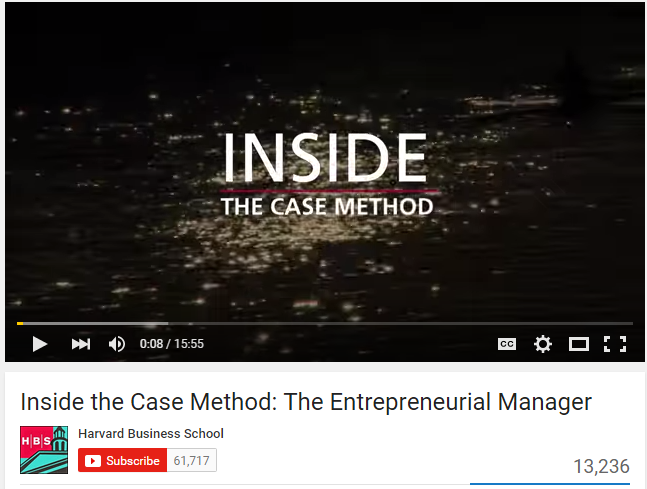 INSIDE
THE CASE METHOD
0:08 / 15:55
CC
Inside the Case Method: The Entrepreneurial Manager
HBS
Harvard Business School
Subscribe 61,717
13,236